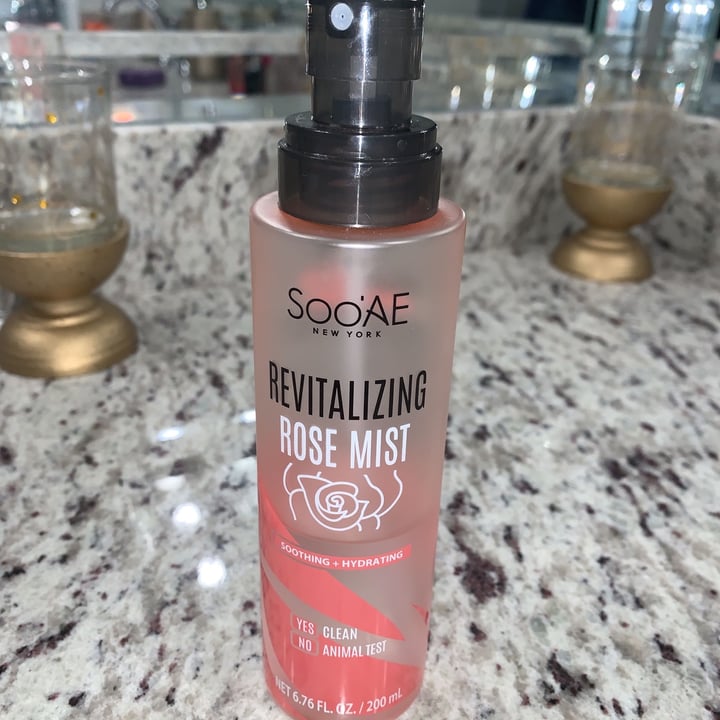 SOO'AE
NEW YORK
REVITALIZING
ROSE MIST
SOOTHING + HYDRATING
YES CLEAN
NO ANIMAL TEST
NET 6.76 FL. OZ. / 200 mL